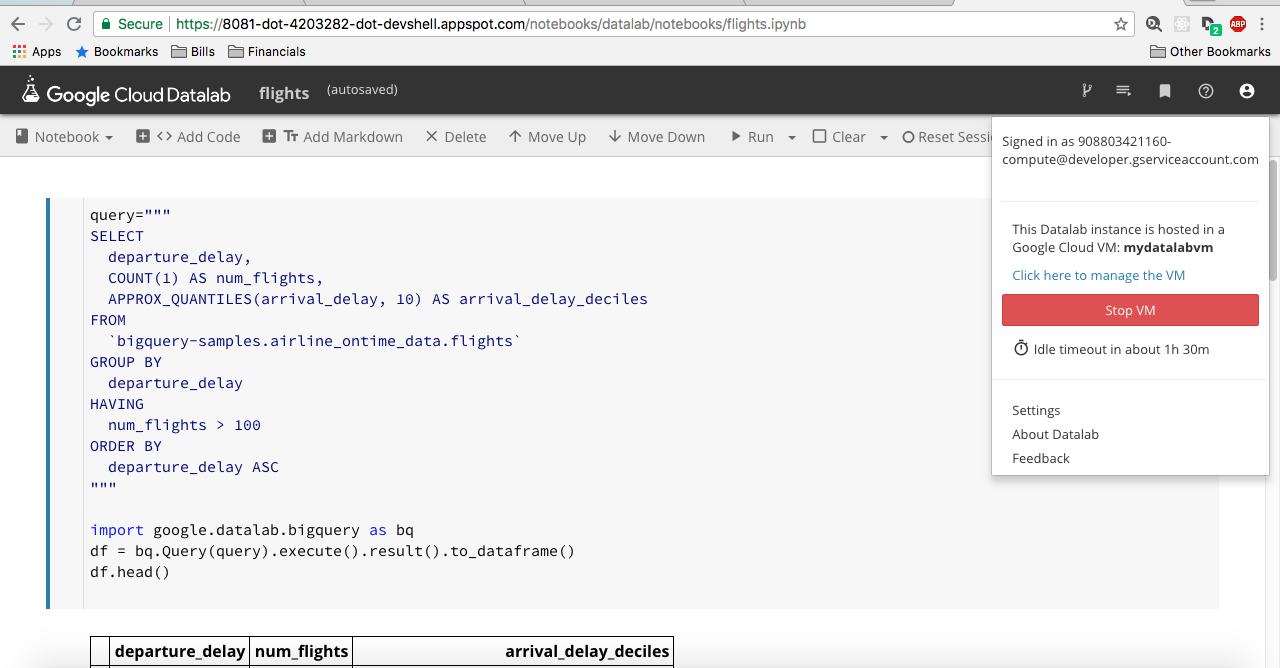 Secure https://8081-dot-4203282-dot-devshell.appspot.com/notebooks/datalab/notebooks/flights.ipynb
2
ABP
Apps Bookmarks Bills Financials Other Bookmarks
Google Cloud Datalab flights (autosaved)
Notebook <> Add Code Tт Add Markdown Delete Move Up Move Down Run Clear Reset Sessi
Signed in as 908803421160-
compute@developer.gserviceaccount.com
This Datalab instance is hosted in a
Google Cloud VM: mydatalabvm
Click here to manage the VM
Stop VM
Idle timeout in about 1h 30m
Settings
About Datalab
Feedback
query="""
SELECT
  departure_delay,
  COUNT(1) AS num_flights,
  APPROX_QUANTILES(arrival_delay, 10) AS arrival_delay_deciles
FROM
  `bigquery-samples.airline_ontime_data.flights`
GROUP BY
  departure_delay
HAVING
  num_flights > 100
ORDER BY
  departure_delay ASC
"""
import google.datalab.bigquery as bq
df = bq.Query(query).execute().result().to_dataframe()
df.head()
departure_delay num_flights arrival_delay_deciles